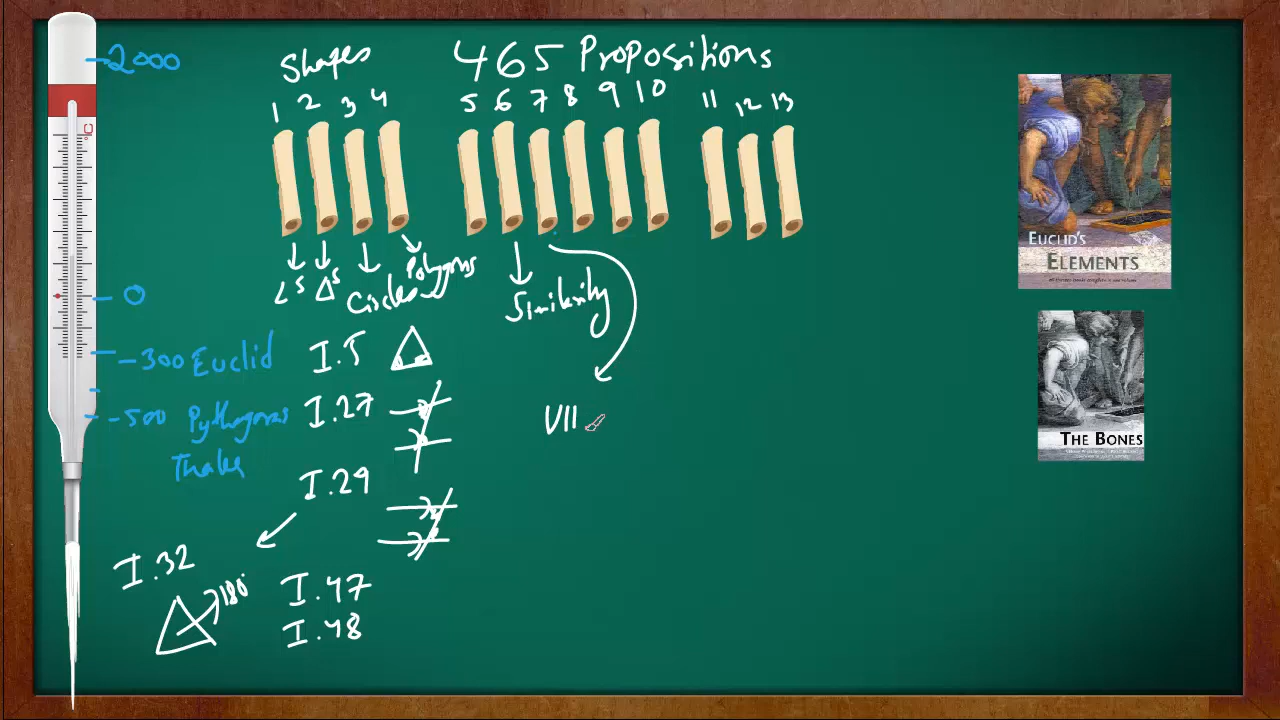 -2000
Shapes
465 Propositions
1 2 3 4
5 6 7 8 9 10
11 12 13
°C
∠s
Δs
Circles
Polygons
Similarity
0
-300 Euclid
-500 Pythagoras
Thales
I.5
I.27
I.29
I.32
180°
I.47
I.48
VII
EUCLID'S
ELEMENTS
THE BONES